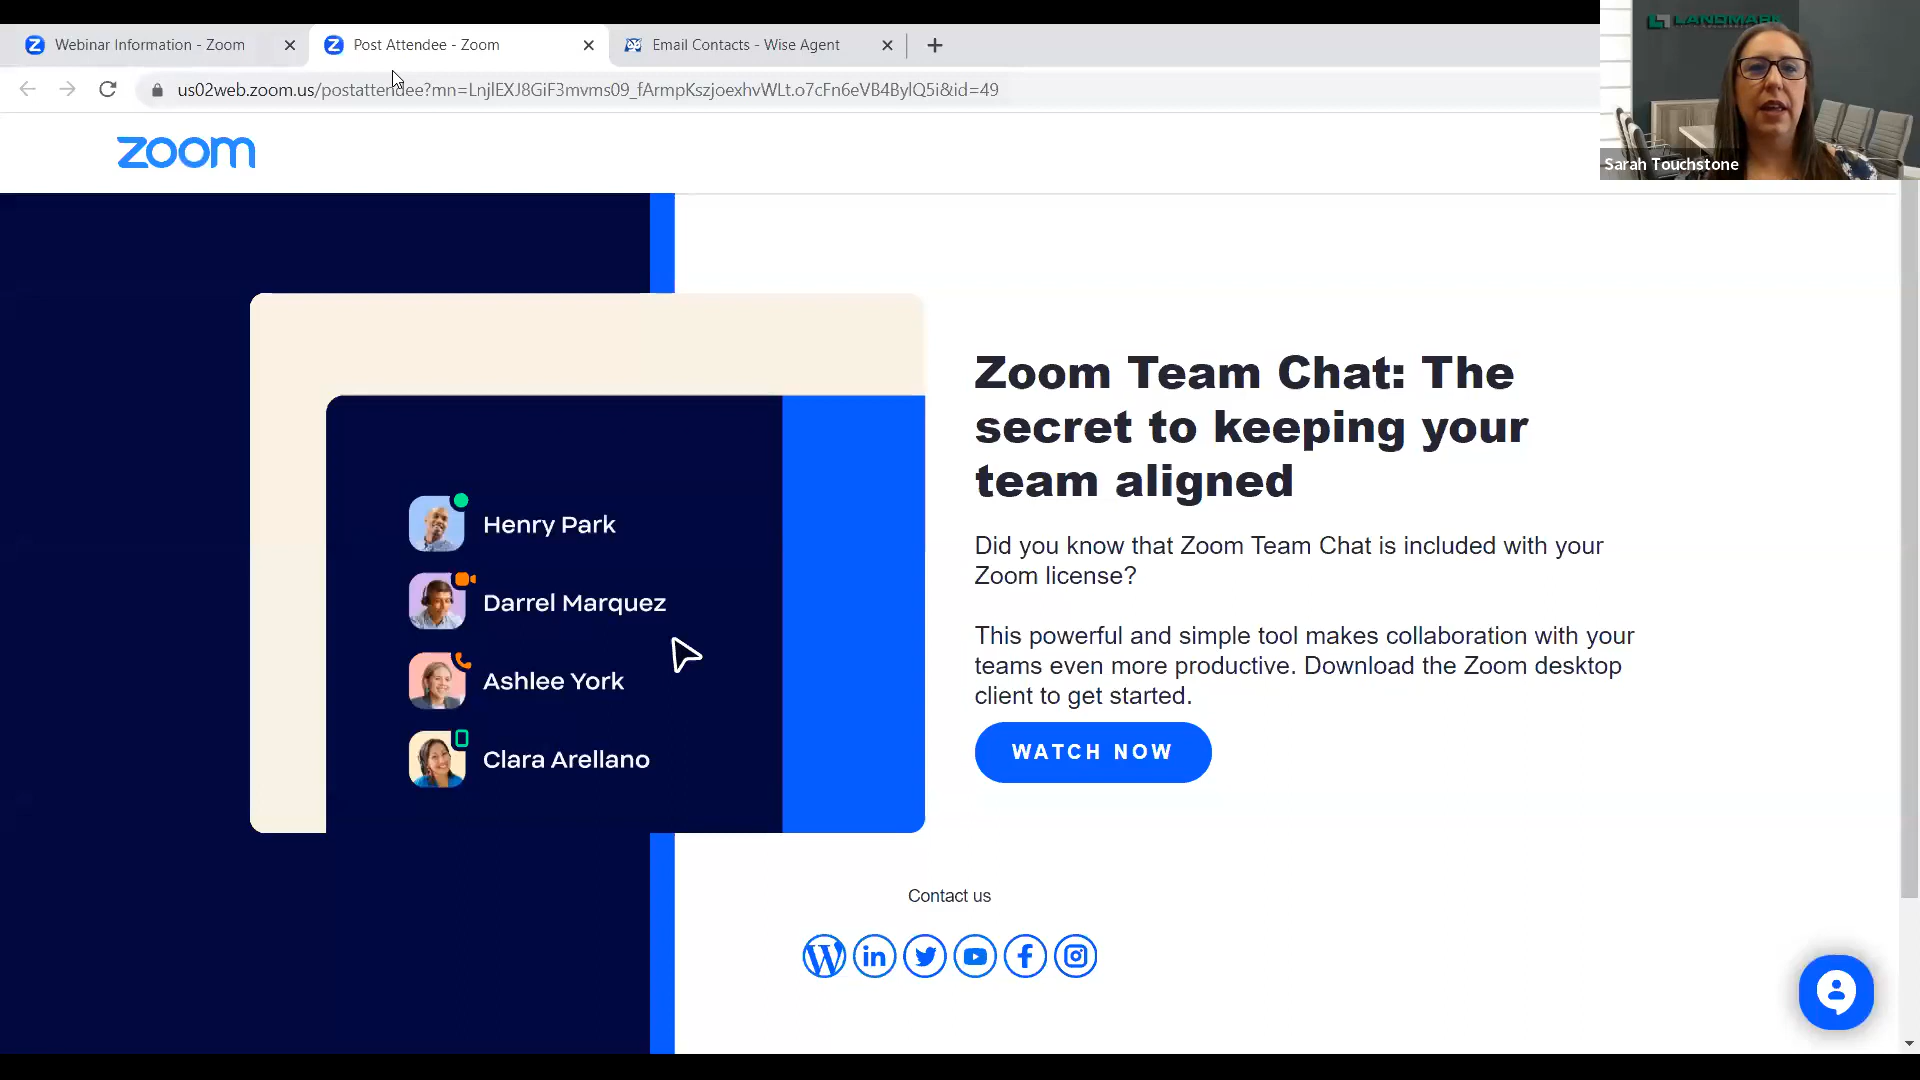 Webinar Information - Zoom
Post Attendee - Zoom
Email Contacts - Wise Agent
us02web.zoom.us/postattendee?mn=LnjlEXJ8GiF3mvms09_fArmpKszjoexhvWLt.o7cFn6eVB4BylQ5i&id=49
LANDMARK
Sarah Touchstone
zoom
Henry Park
Darrel Marquez
Ashlee York
Clara Arellano
Zoom Team Chat: The
secret to keeping your
team aligned
Did you know that Zoom Team Chat is included with your
Zoom license?
This powerful and simple tool makes collaboration with your
teams even more productive. Download the Zoom desktop
client to get started.
WATCH NOW
Contact us